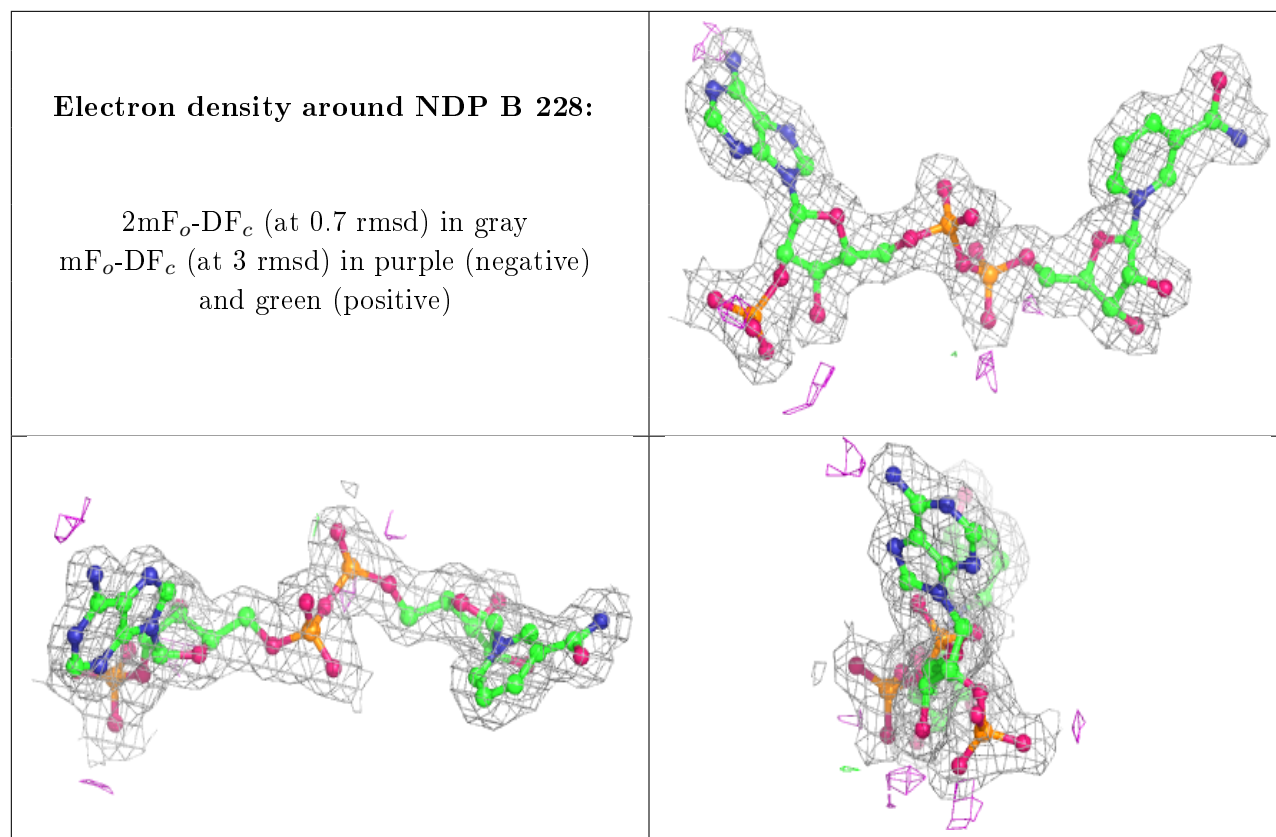 Electron density around NDP B 228:
2mFₒ-DF𝒸 (at 0.7 rmsd) in gray
mFₒ-DF𝒸 (at 3 rmsd) in purple (negative)
and green (positive)